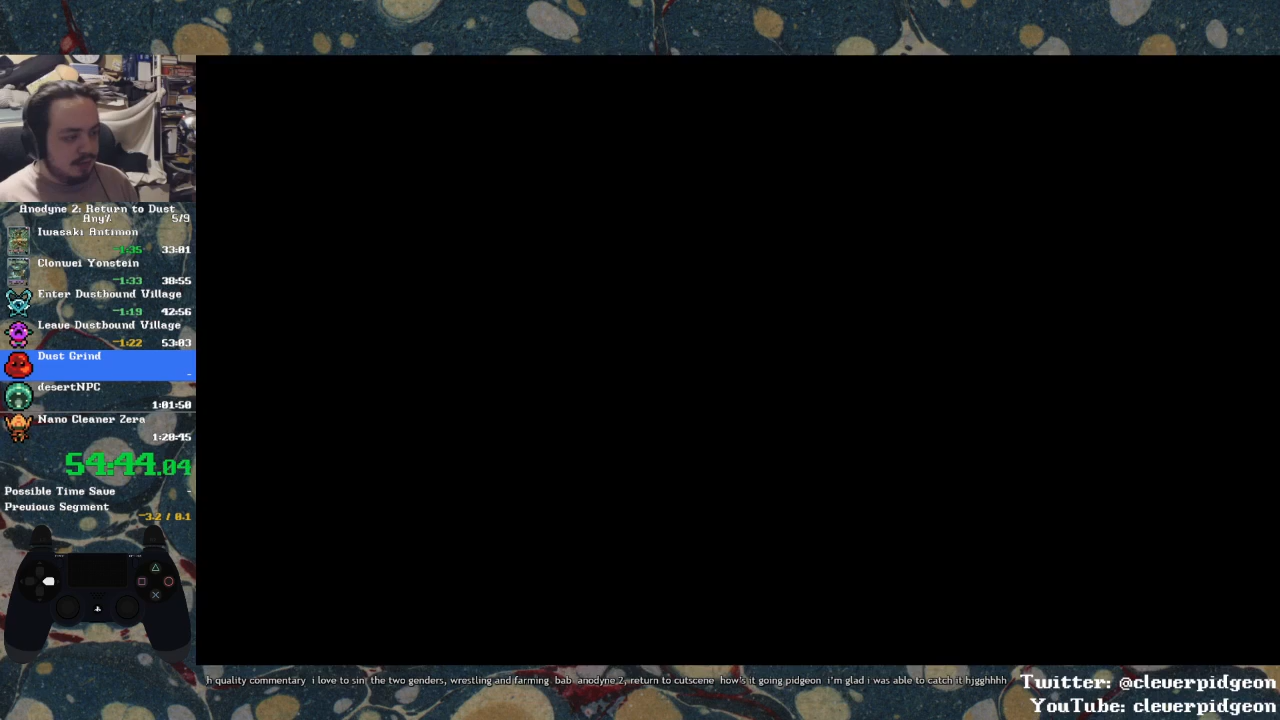 Anodyne 2: Return to Dust
Any% 5/9
Iwasaki Antimon
-1:35 33:01
Clonwei Yonstein
-1:33 38:55
Enter Dustbound Village
-1:19 42:56
Leave Dustbound Village
-1:22 53:03
Dust Grind
-
desertNPC
1:01:50
Nano Cleaner Zera
1:20:45
54:44.04
Possible Time Save -
Previous Segment
-3.2 / 0.1
h quality commentary i love to sin the two genders, wrestling and farming bab anodyne 2, return to cutscene how's it going pidgeon i'm glad i was able to catch it hjgghhhh
Twitter: @cleverpidgeon
YouTube: cleverpidgeon